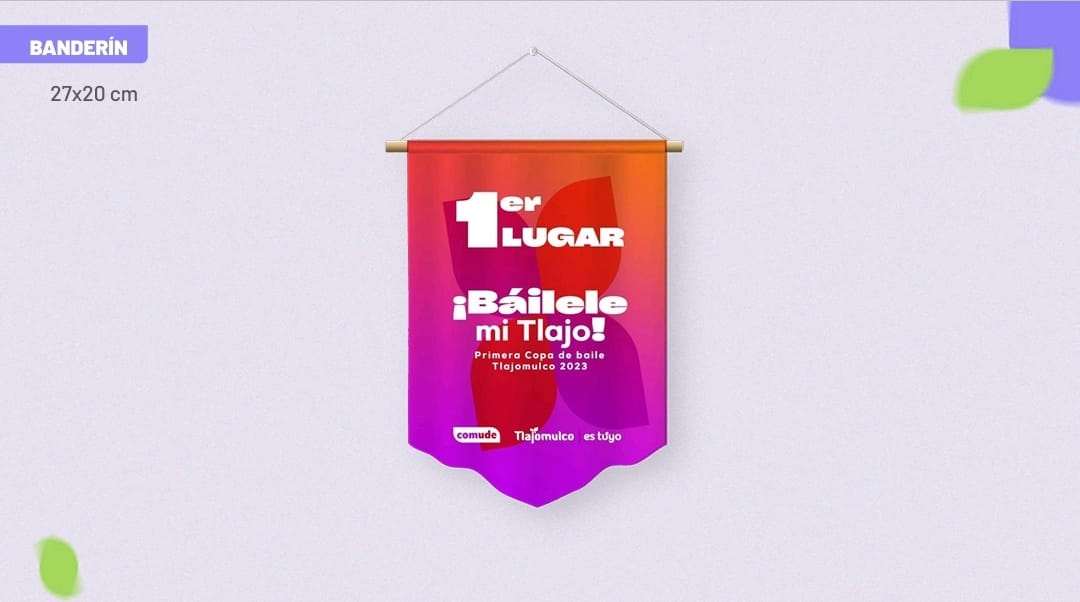 BANDERÍN
27x20 cm
1er
LUGAR
¡Báilele
mi Tlajo!
Primera Copa de baile
Tlajomulco 2023
comude Tlajomulco es tuyo